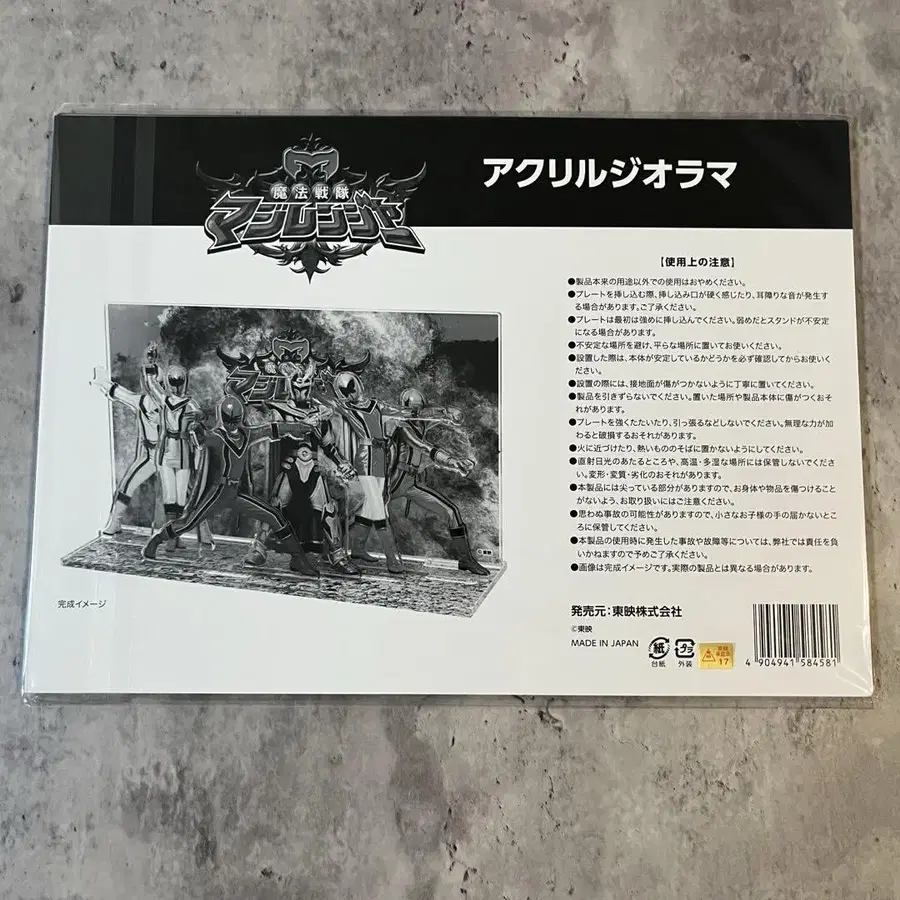 魔法戦隊
マジレンジャー
アクリルジオラマ
【使用上の注意】
●製品本来の用途以外での使用はおやめください。
●プレートを挿し込む際、挿し込み口が硬く感じたり、耳障りな音が発生す
る場合があります。ご了承ください。
●プレートは最初は強めに挿し込んでください。弱めだとスタンドが不安定
になる場合があります。
●不安定な場所を避け、平らな場所に置いてお使いください。
●設置した際は、本体が安定しているかどうかを必ず確認してからお使いく
ださい。
●設置の際には、接地面が傷がつかないように丁寧に置いてください。
●製品を引きずらないでください。置いた場所や製品本体に傷がつくおそ
れがあります。
●プレートを強くたたいたり、引っ張るなどしないでください。無理な力が加
わると破損するおそれがあります。
●火に近づけたり、熱いもののそばに置かないようにしてください。
●直射日光のあたるところや、高温・多湿な場所には保管しないでくださ
い。変形・変質・劣化のおそれがあります。
●本製品には尖っている部分がありますので、お身体や物品を傷つけること
がないよう、お取り扱いにはご注意ください。
●思わぬ事故の可能性がありますので、小さなお子様の手の届かないとこ
ろに保管してください。
●本製品の使用時に発生した事故や故障等については、弊社では責任を負
いかねますので予めご了承ください。
●画像は完成イメージです。実際の製品とは異なる場合があります。
マジレンジャー
©東映
完成イメージ
発売元:東映株式会社
©東映
MADE IN JAPAN
紙
台紙
プラ
外装
17
4 904941 584581